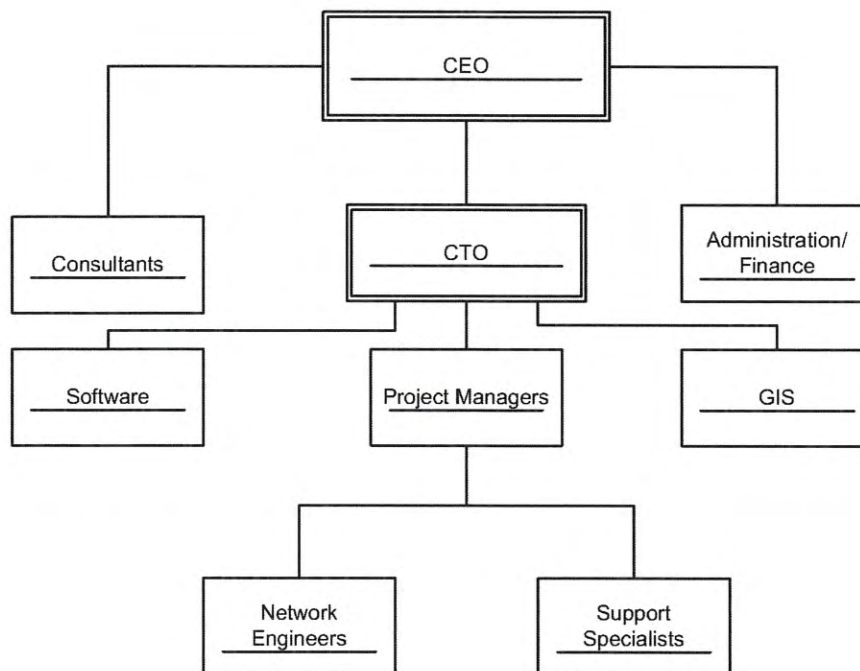 CEO
Consultants
CTO
Administration/
Finance
Software
Project Managers
GIS
Network
Engineers
Support
Specialists